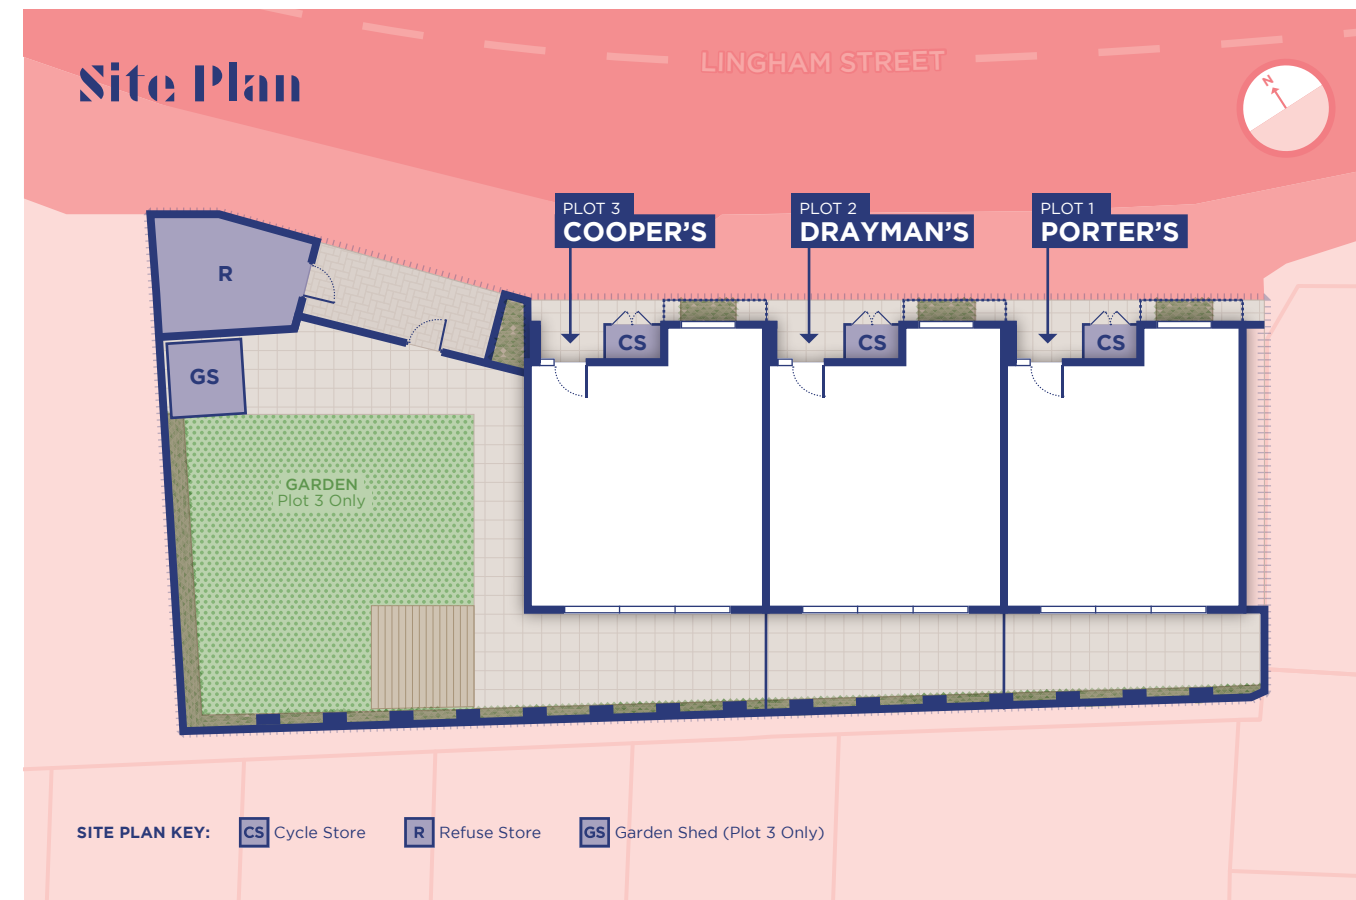 Site Plan
LINGHAM STREET
N
PLOT 3
COOPER'S
PLOT 2
DRAYMAN'S
PLOT 1
PORTER'S
R
GS
CS
CS
CS
GARDEN
Plot 3 Only
SITE PLAN KEY:
CS Cycle Store
R Refuse Store
GS Garden Shed (Plot 3 Only)